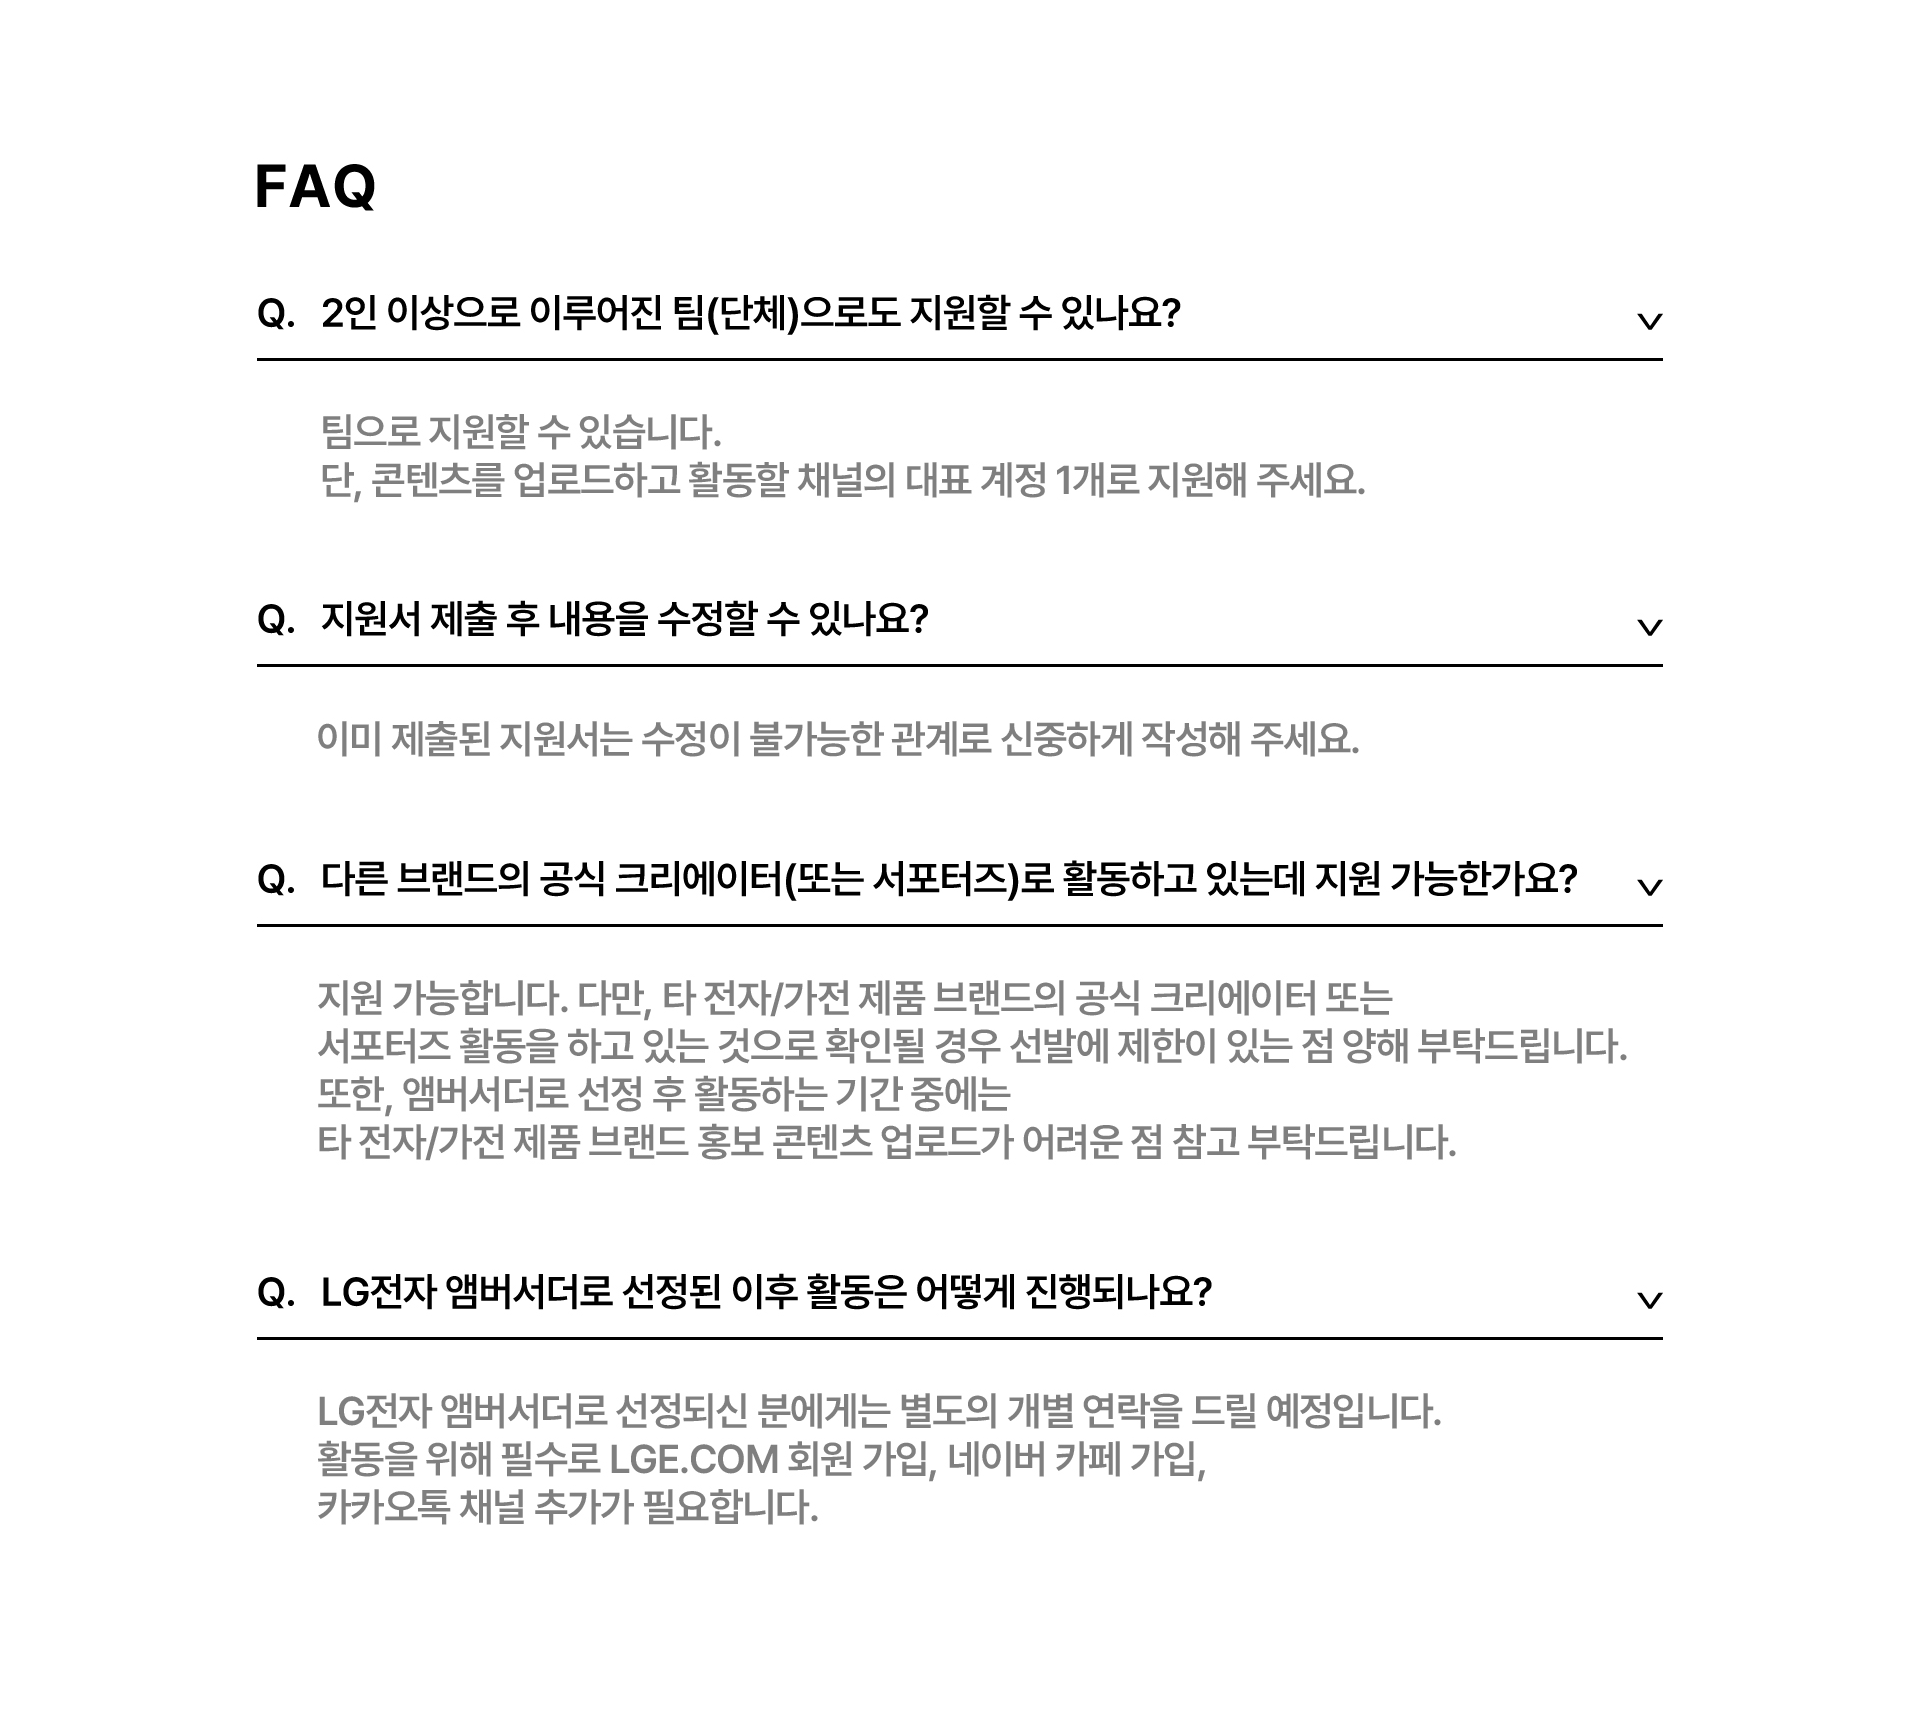 FAQ
Q. 2인 이상으로 이루어진 팀(단체)으로도 지원할 수 있나요?
팀으로 지원할 수 있습니다.
단, 콘텐츠를 업로드하고 활동할 채널의 대표 계정 1개로 지원해 주세요.
Q. 지원서 제출 후 내용을 수정할 수 있나요?
이미 제출된 지원서는 수정이 불가능한 관계로 신중하게 작성해 주세요.
Q. 다른 브랜드의 공식 크리에이터(또는 서포터즈)로 활동하고 있는데 지원 가능한가요?
지원 가능합니다. 다만, 타 전자/가전 제품 브랜드의 공식 크리에이터 또는
서포터즈 활동을 하고 있는 것으로 확인될 경우 선발에 제한이 있는 점 양해 부탁드립니다.
또한, 앰버서더로 선정 후 활동하는 기간 중에는
타 전자/가전 제품 브랜드 홍보 콘텐츠 업로드가 어려운 점 참고 부탁드립니다.
Q. LG전자 앰버서더로 선정된 이후 활동은 어떻게 진행되나요?
LG전자 앰버서더로 선정되신 분에게는 별도의 개별 연락을 드릴 예정입니다.
활동을 위해 필수로 LGE.COM 회원 가입, 네이버 카페 가입,
카카오톡 채널 추가가 필요합니다.